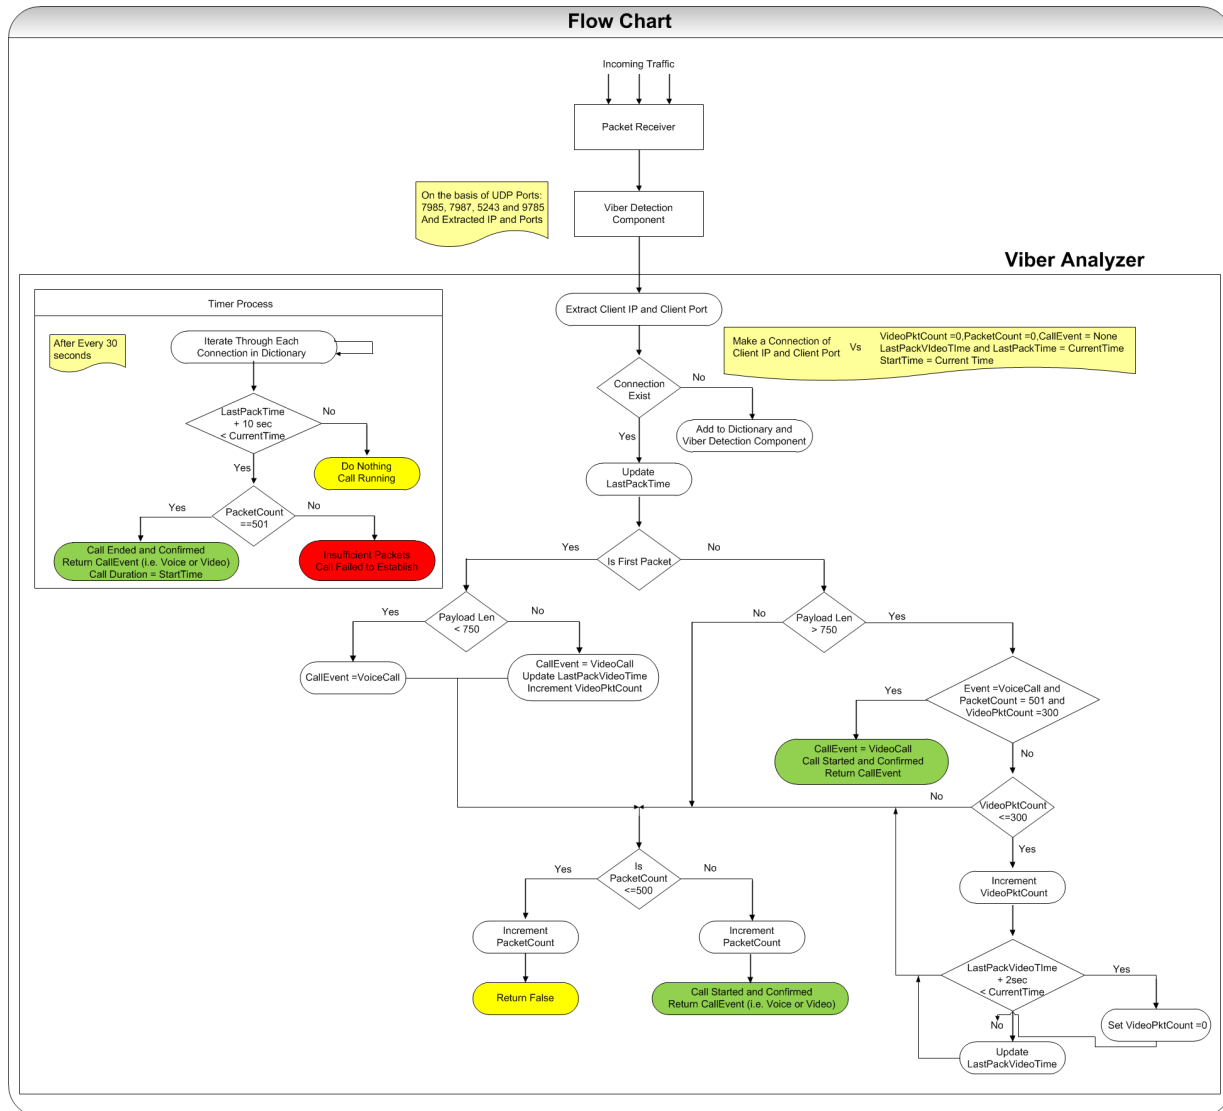 Flow Chart
Incoming Traffic
Packet Receiver
On the basis of UDP Ports:
7985, 7987, 5243 and 9785
And Extracted IP and Ports
Viber Detection
Component
Viber Analyzer
Timer Process
After Every 30
seconds
Iterate Through Each
Connection in Dictionary
LastPackTime
+ 10 sec
< CurrentTime
No
Yes
Do Nothing
Call Running
PacketCount
==501
Yes
No
Call Ended and Confirmed
Return CallEvent (i.e. Voice or Video)
Call Duration = StartTime
Insufficient Packets
Call Failed to Establish
Extract Client IP and Client Port
Make a Connection of
Client IP and Client Port
Vs
VideoPktCount =0,PacketCount =0,CallEvent = None
LastPackVIdeoTIme and LastPackTime = CurrentTime
StartTime = Current Time
Connection
Exist
No
Yes
Add to Dictionary and
Viber Detection Component
Update
LastPackTime
Is First Packet
Yes
No
Payload Len
< 750
Yes
No
CallEvent =VoiceCall
CallEvent = VideoCall
Update LastPackVideoTime
Increment VideoPktCount
Payload Len
> 750
No
Yes
Event =VoiceCall and
PacketCount = 501 and
VideoPktCount =300
Yes
No
CallEvent = VideoCall
Call Started and Confirmed
Return CallEvent
VideoPktCount
<=300
No
Yes
Is
PacketCount
<=500
Yes
No
Increment
PacketCount
Increment
PacketCount
Return False
Call Started and Confirmed
Return CallEvent (i.e. Voice or Video)
Increment
VideoPktCount
LastPackVideoTIme
+ 2sec
< CurrentTime
Yes
No
Set VideoPktCount =0
Update
LastPackVideoTime